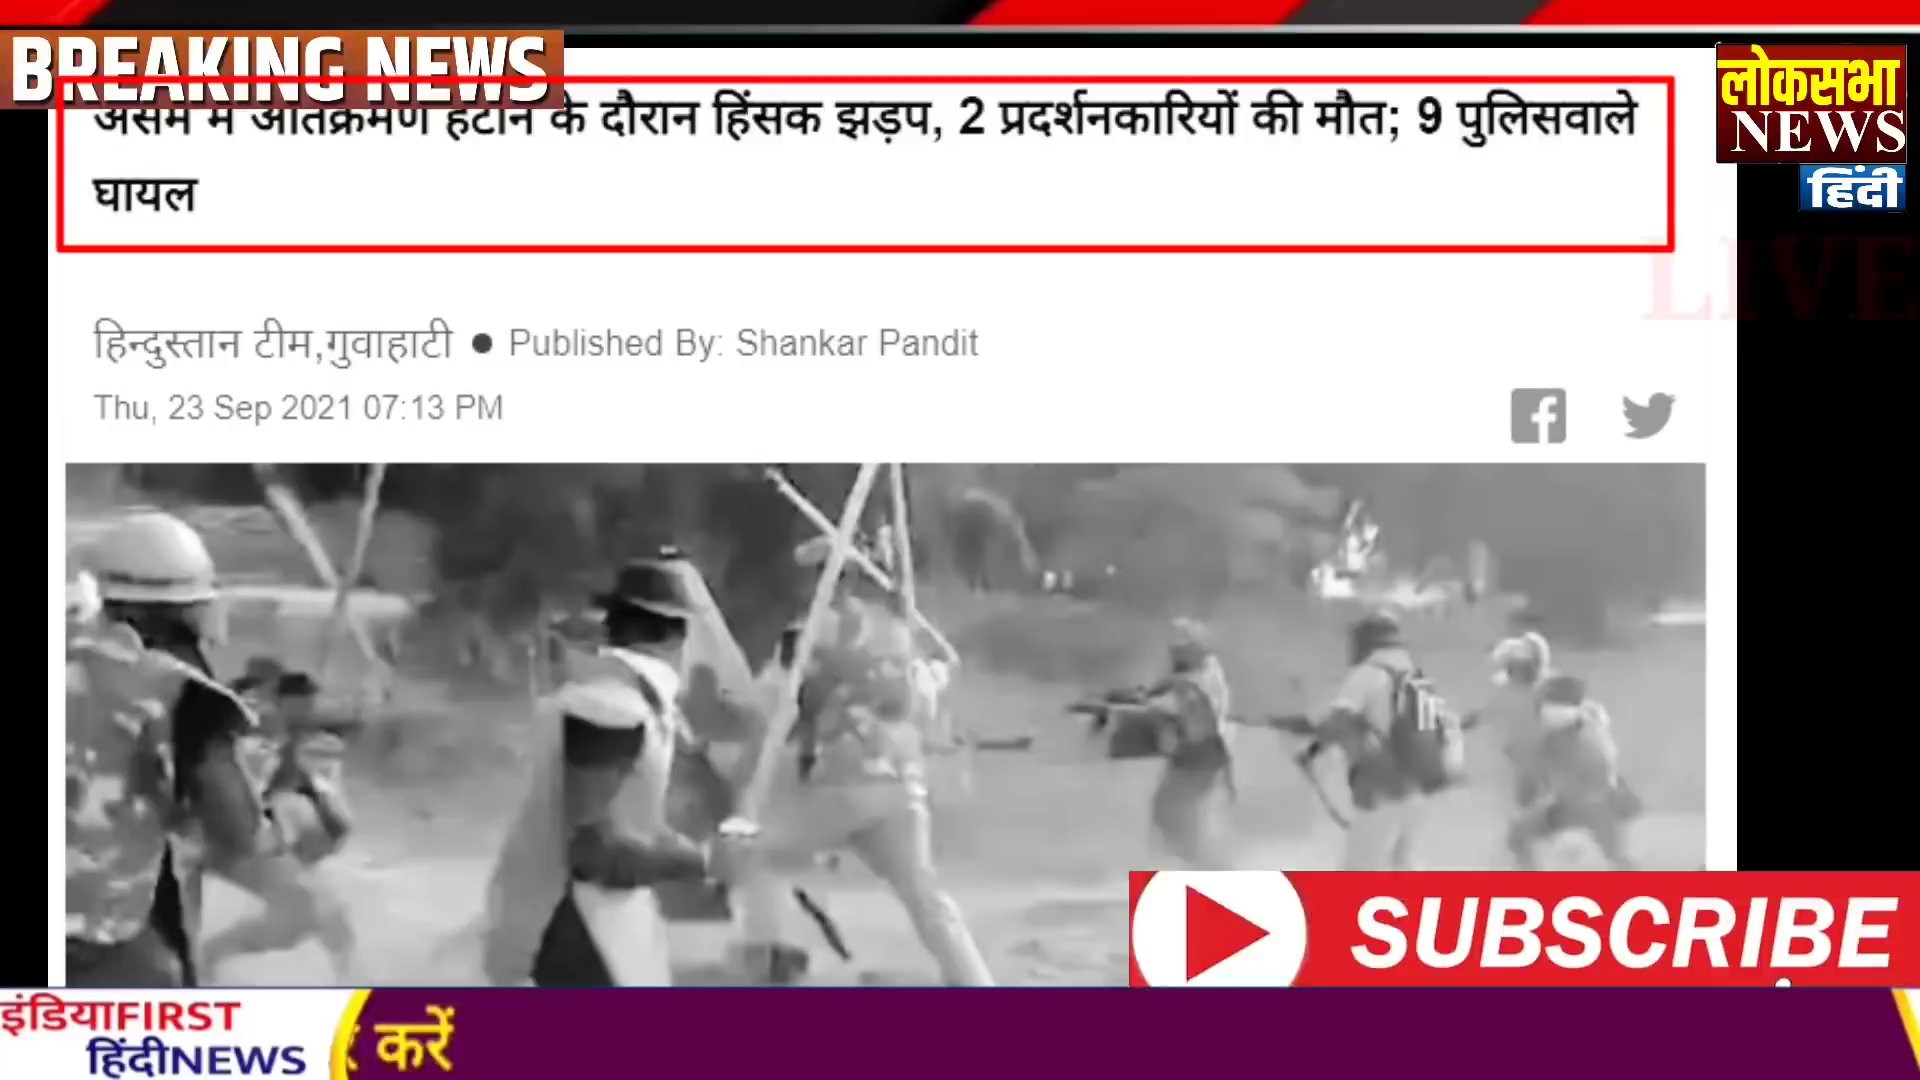 BREAKING NEWS
असम में अतिक्रमण हटाने के दौरान हिंसक झड़प, 2 प्रदर्शनकारियों की मौत; 9 पुलिसवाले
घायल
लोकसभा
NEWS
हिंदी
LIVE
हिन्दुस्तान टीम,गुवाहाटी ● Published By: Shankar Pandit
Thu, 23 Sep 2021 07:13 PM
SUBSCRIBE
इंडियाFIRST
हिंदीNEWS
करें